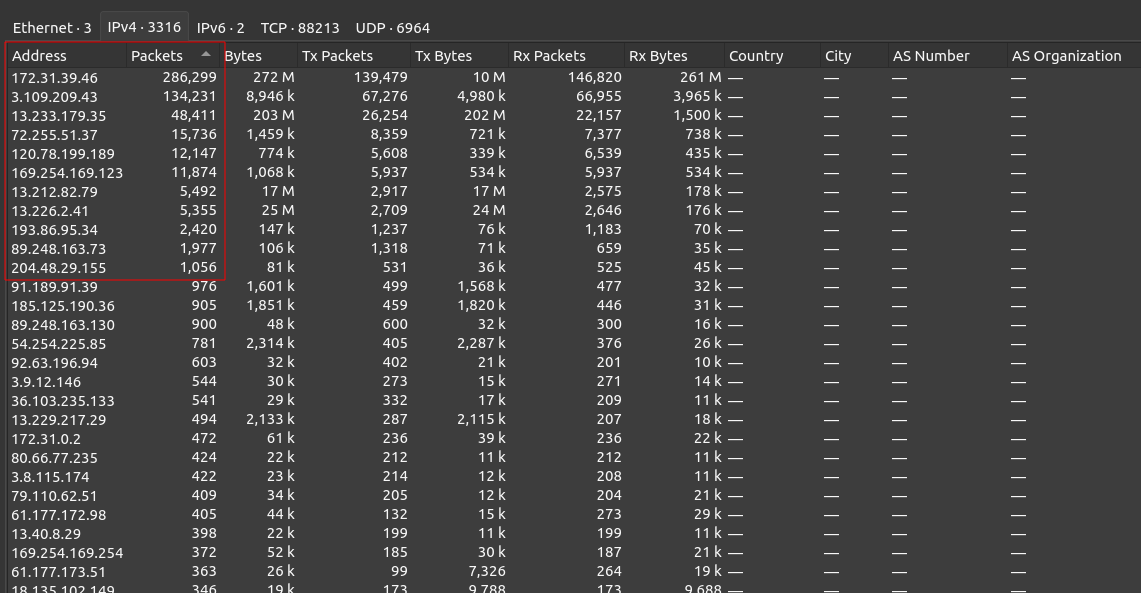 Ethernet · 3 IPv4 · 3316 IPv6 · 2 TCP · 88213 UDP · 6964
Address Packets Bytes Tx Packets Tx Bytes Rx Packets Rx Bytes Country City AS Number AS Organization
172.31.39.46 286,299 272 M 139,479 10 M 146,820 261 M — — — —
3.109.209.43 134,231 8,946 k 67,276 4,980 k 66,955 3,965 k — — — —
13.233.179.35 48,411 203 M 26,254 202 M 22,157 1,500 k — — — —
72.255.51.37 15,736 1,459 k 8,359 721 k 7,377 738 k — — — —
120.78.199.189 12,147 774 k 5,608 339 k 6,539 435 k — — — —
169.254.169.123 11,874 1,068 k 5,937 534 k 5,937 534 k — — — —
13.212.82.79 5,492 17 M 2,917 17 M 2,575 178 k — — — —
13.226.2.41 5,355 25 M 2,709 24 M 2,646 176 k — — — —
193.86.95.34 2,420 147 k 1,237 76 k 1,183 70 k — — — —
89.248.163.73 1,977 106 k 1,318 71 k 659 35 k — — — —
204.48.29.155 1,056 81 k 531 36 k 525 45 k — — — —
91.189.91.39 976 1,601 k 499 1,568 k 477 32 k — — — —
185.125.190.36 905 1,851 k 459 1,820 k 446 31 k — — — —
89.248.163.130 900 48 k 600 32 k 300 16 k — — — —
54.254.225.85 781 2,314 k 405 2,287 k 376 26 k — — — —
92.63.196.94 603 32 k 402 21 k 201 10 k — — — —
3.9.12.146 544 30 k 273 15 k 271 14 k — — — —
36.103.235.133 541 29 k 332 17 k 209 11 k — — — —
13.229.217.29 494 2,133 k 287 2,115 k 207 18 k — — — —
172.31.0.2 472 61 k 236 39 k 236 22 k — — — —
80.66.77.235 424 22 k 212 11 k 212 11 k — — — —
3.8.115.174 422 23 k 214 12 k 208 11 k — — — —
79.110.62.51 409 34 k 205 12 k 204 21 k — — — —
61.177.172.98 405 44 k 132 15 k 273 29 k — — — —
13.40.8.29 398 22 k 199 11 k 199 11 k — — — —
169.254.169.254 372 52 k 185 30 k 187 21 k — — — —
61.177.173.51 363 26 k 99 7,326 264 19 k — — — —
18.135.102.149 346 19 k 173 9,788 173 9,688 — — — —